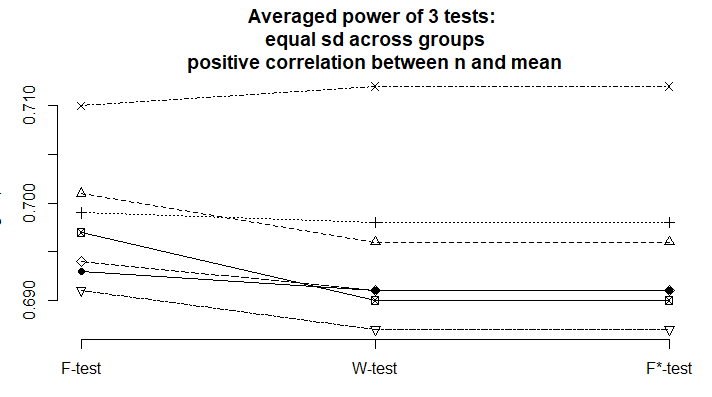 Averaged power of 3 tests:
equal sd across groups
positive correlation between n and mean
0.710
0.700
0.690
F-test
W-test
F*-test